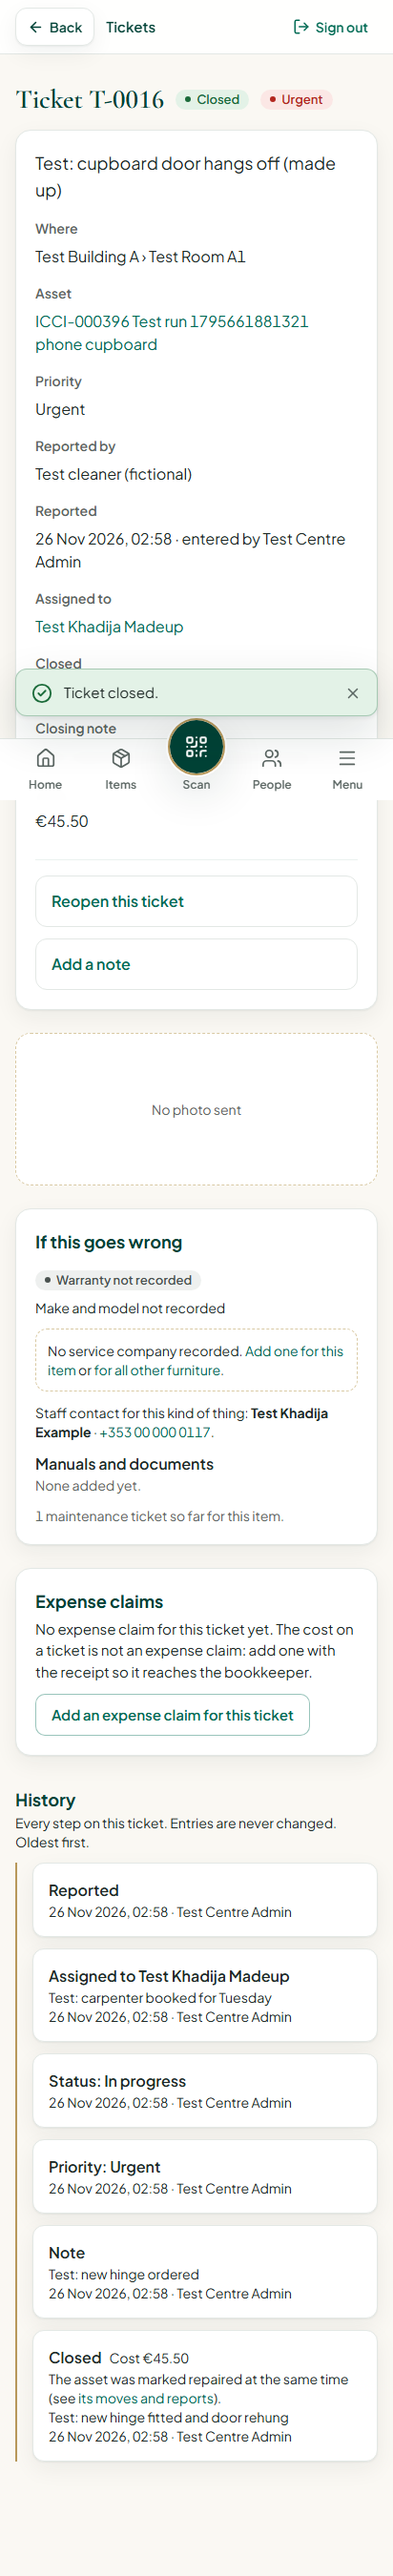 Back
Tickets
Sign out
Ticket T-0016
Closed
Urgent
Test: cupboard door hangs off (made
up)
Where
Test Building A › Test Room A1
Asset
ICCI-000396 Test run 1795661881321
phone cupboard
Priority
Urgent
Reported by
Test cleaner (fictional)
Reported
26 Nov 2026, 02:58 · entered by Test Centre
Admin
Assigned to
Test Khadija Madeup
Closed
Ticket closed.
Closing note
Home
Items
Scan
People
Menu
€45.50
Reopen this ticket
Add a note
No photo sent
If this goes wrong
Warranty not recorded
Make and model not recorded
No service company recorded. Add one for this
item or for all other furniture.
Staff contact for this kind of thing: Test Khadija
Example · +353 00 000 0117.
Manuals and documents
None added yet.
1 maintenance ticket so far for this item.
Expense claims
No expense claim for this ticket yet. The cost on
a ticket is not an expense claim: add one with
the receipt so it reaches the bookkeeper.
Add an expense claim for this ticket
History
Every step on this ticket. Entries are never changed.
Oldest first.
Reported
26 Nov 2026, 02:58 · Test Centre Admin
Assigned to Test Khadija Madeup
Test: carpenter booked for Tuesday
26 Nov 2026, 02:58 · Test Centre Admin
Status: In progress
26 Nov 2026, 02:58 · Test Centre Admin
Priority: Urgent
26 Nov 2026, 02:58 · Test Centre Admin
Note
Test: new hinge ordered
26 Nov 2026, 02:58 · Test Centre Admin
Closed Cost €45.50
The asset was marked repaired at the same time
(see its moves and reports).
Test: new hinge fitted and door rehung
26 Nov 2026, 02:58 · Test Centre Admin